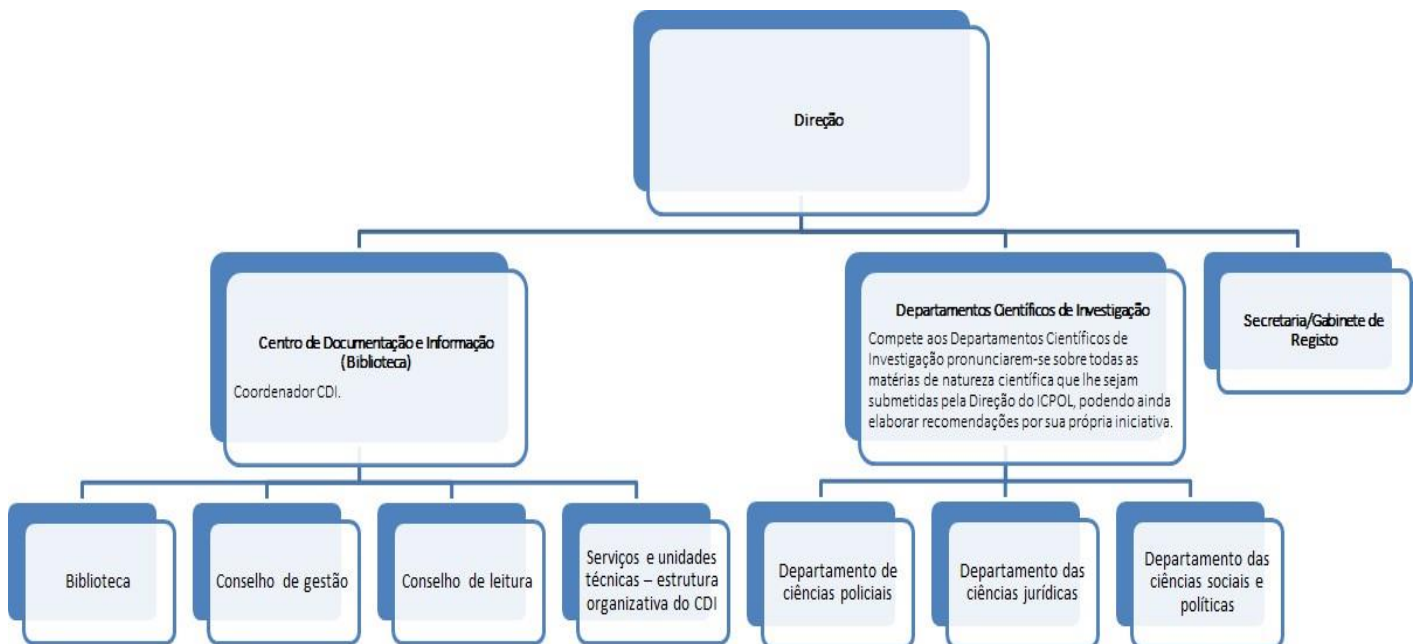 Direção
Centro de Documentação e Informação
(Biblioteca)
Coordenador CDI.
Departamentos Científicos de Investigação
Compete aos Departamentos Científicos de
Investigação pronunciarem-se sobre todas as
matérias de natureza científica que lhe sejam
submetidas pela Direção do ICPOL, podendo ainda
elaborar recomendações por sua própria iniciativa.
Secretaria/Gabinete de
Registo
Biblioteca
Conselho de gestão
Conselho de leitura
Serviços e unidades
técnicas – estrutura
organizativa do CDI
Departamento de
ciências policiais
Departamento das
ciências jurídicas
Departamento das
ciências sociais e
políticas